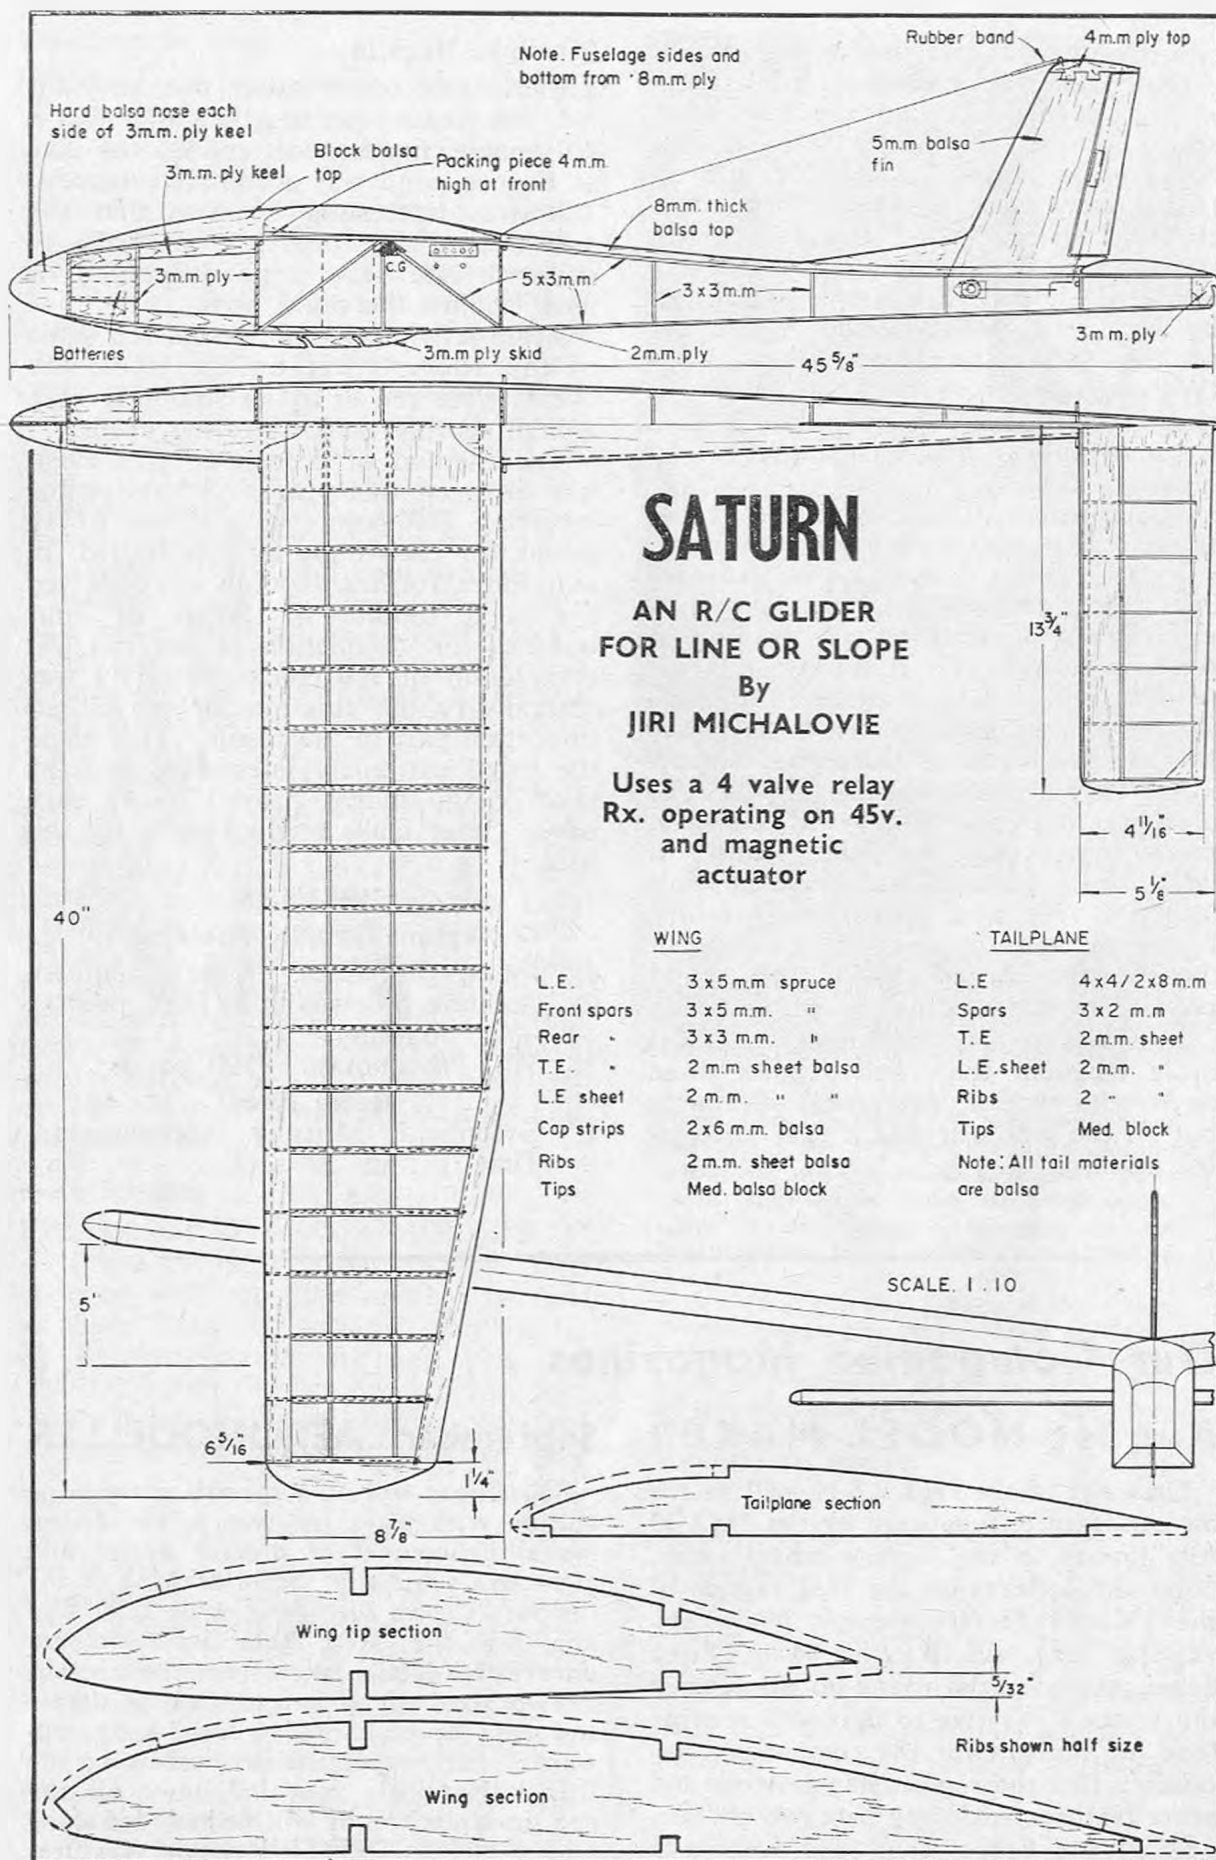 Note: Fuselage sides and
bottom from ·8m.m. ply
Rubber band
4m.m ply top
Hard balsa nose each
side of 3m.m. ply keel
3m.m. ply keel
Block balsa
top
Packing piece 4m.m.
high at front
5m.m balsa
fin
8m.m. thick
balsa top
3m.m. ply
C.G
5x3m.m
3x3m.m
Batteries
3m.m ply skid
2m.m. ply
3m.m. ply
45 5/8"
SATURN
AN R/C GLIDER
FOR LINE OR SLOPE
By
JIRI MICHALOVIE
Uses a 4 valve relay
Rx. operating on 45v.
and magnetic
actuator
13 3/4"
4 11/16"
5 1/8"
40"
WING
L.E. 3x5m.m spruce
Front spars 3x5m.m. "
Rear " 3x3m.m. "
T.E. " 2m.m sheet balsa
L.E sheet 2m.m. " "
Cap strips 2x6m.m. balsa
Ribs 2m.m. sheet balsa
Tips Med. balsa block
TAILPLANE
L.E 4x4/2x8m.m
Spars 3x2 m.m
T.E 2m.m. sheet
L.E.sheet 2m.m. "
Ribs 2 " "
Tips Med. block
Note: All tail materials
are balsa
5"
SCALE. 1:10
6 5/16"
1 1/4"
8 7/8"
Tailplane section
Wing tip section
5/32"
Ribs shown half size
Wing section